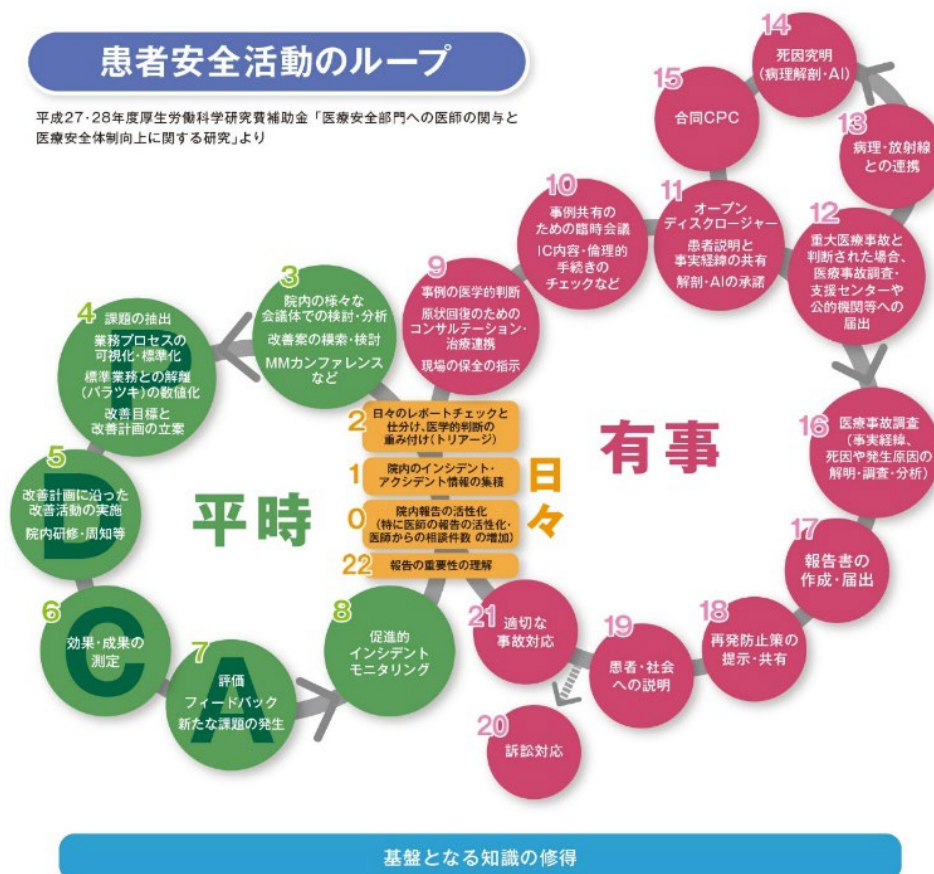 患者安全活動のループ
平成27・28年度厚生労働科学研究費補助金「医療安全部門への医師の関与と
医療安全体制向上に関する研究」より
平時
日々
有事
22
報告の重要性の理解
0
院内報告の活性化
(特に医師の報告の活性化・
医師からの相談件数 の増加)
1
院内のインシデント・
アクシデント情報の集積
2
日々のレポートチェックと
仕分け、医学的判断の
重み付け(トリアージ)
3
院内の様々な
会議体での検討・分析
改善案の模索・検討
MMカンファレンス
など
4
P
課題の抽出
業務プロセスの
可視化・標準化
標準業務との解離
(バラツキ)の数値化
改善目標と
改善計画の立案
5
D
改善計画に沿った
改善活動の実施
院内研修・周知等
6
C
効果・成果の
測定
7
A
評価
フィードバック
新たな課題の発生
8
促進的
インシデント
モニタリング
9
事例の医学的判断
原状回復のための
コンサルテーション・
治療連携
現場の保全の指示
10
事例共有の
ための臨時会議
IC内容・倫理的
手続きの
チェックなど
11
オープン
ディスクロージャー
患者説明と
事実経緯の共有
解剖・AIの承諾
12
重大医療事故と
判断された場合、
医療事故調査・
支援センターや
公的機関等への
届出
13
病理・放射線
との連携
14
死因究明
(病理解剖・AI)
15
合同CPC
16
医療事故調査
(事実経緯、
死因や発生原因の
解明・調査・分析)
17
報告書の
作成・届出
18
再発防止策の
提示・共有
19
患者・社会
への説明
20
訴訟対応
21
適切な
事故対応
基盤となる知識の修得